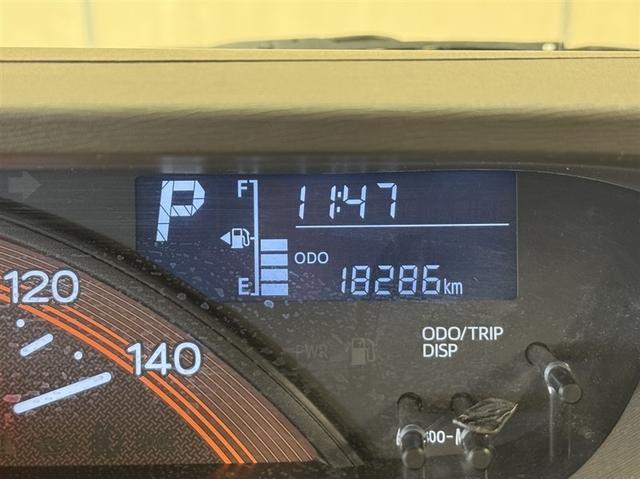 P
F
11:47
ODO
E
18286km
120
140
PWR
ODO/TRIP
DISP